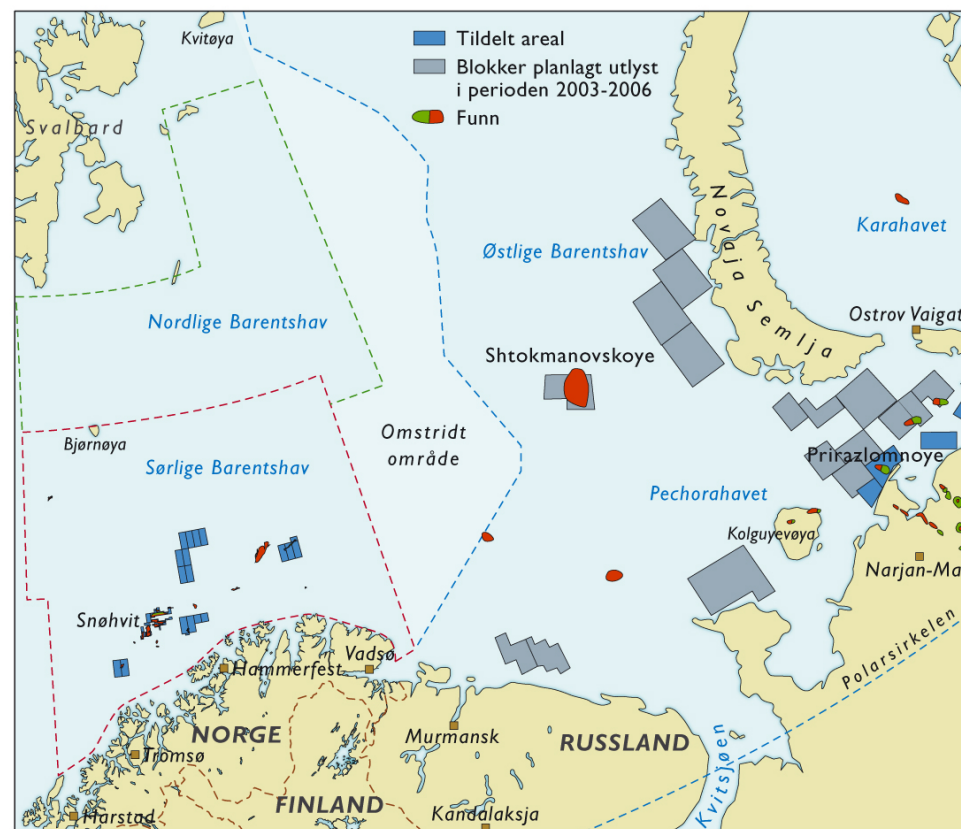 Kvitøya
Tildelt areal
Blokker planlagt utlyst
i perioden 2003-2006
Funn
Svalbard
Novaja Semlja
Karahavet
Østlige Barentshav
Nordlige Barentshav
Ostrov Vaigat
Shtokmanovskoye
Omstridt
område
Bjørnøya
Sørlige Barentshav
Prirazlomnoye
Pechorahavet
Kolguyevøya
Narjan-Ma
Snøhvit
Polarsirkelen
Vadsø
Hammerfest
NORGE
Murmansk
RUSSLAND
Tromsø
Kvitsjøen
FINLAND
Kandalaksja
Harstad